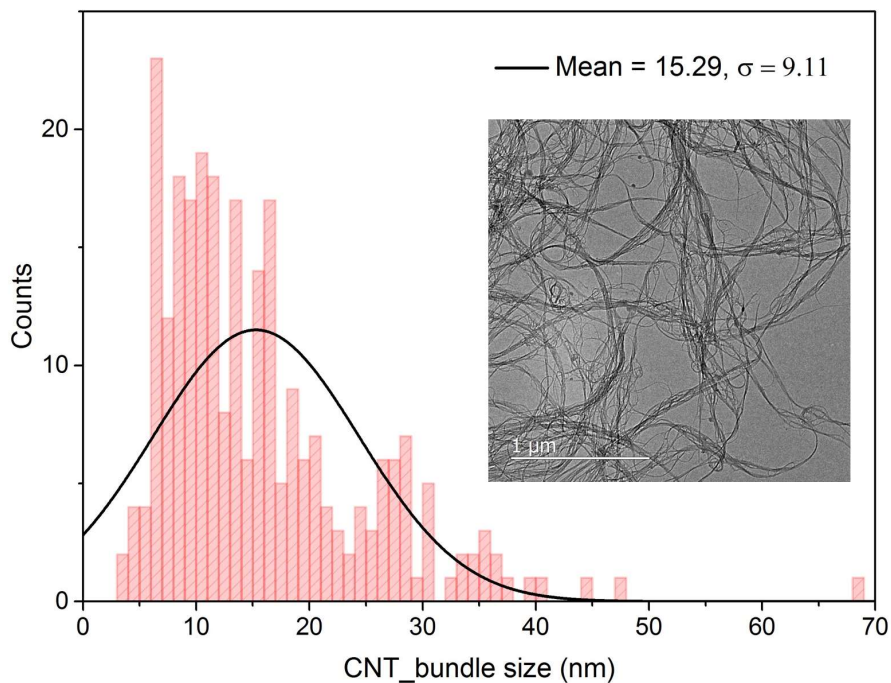 Mean = 15.29, σ = 9.11
20
10
0
Counts
1 μm
0 10 20 30 40 50 60 70
CNT_bundle size (nm)